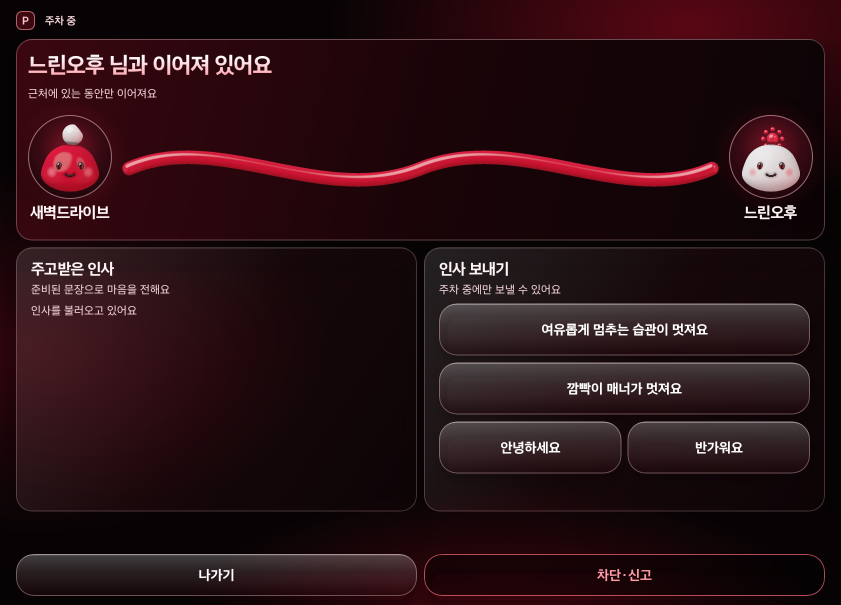 P 주차 중
느린오후 님과 이어져 있어요
근처에 있는 동안만 이어져요
새벽드라이브
느린오후
주고받은 인사
준비된 문장으로 마음을 전해요
인사를 불러오고 있어요
인사 보내기
주차 중에만 보낼 수 있어요
여유롭게 멈추는 습관이 멋져요
깜빡이 매너가 멋져요
안녕하세요
반가워요
나가기
차단·신고